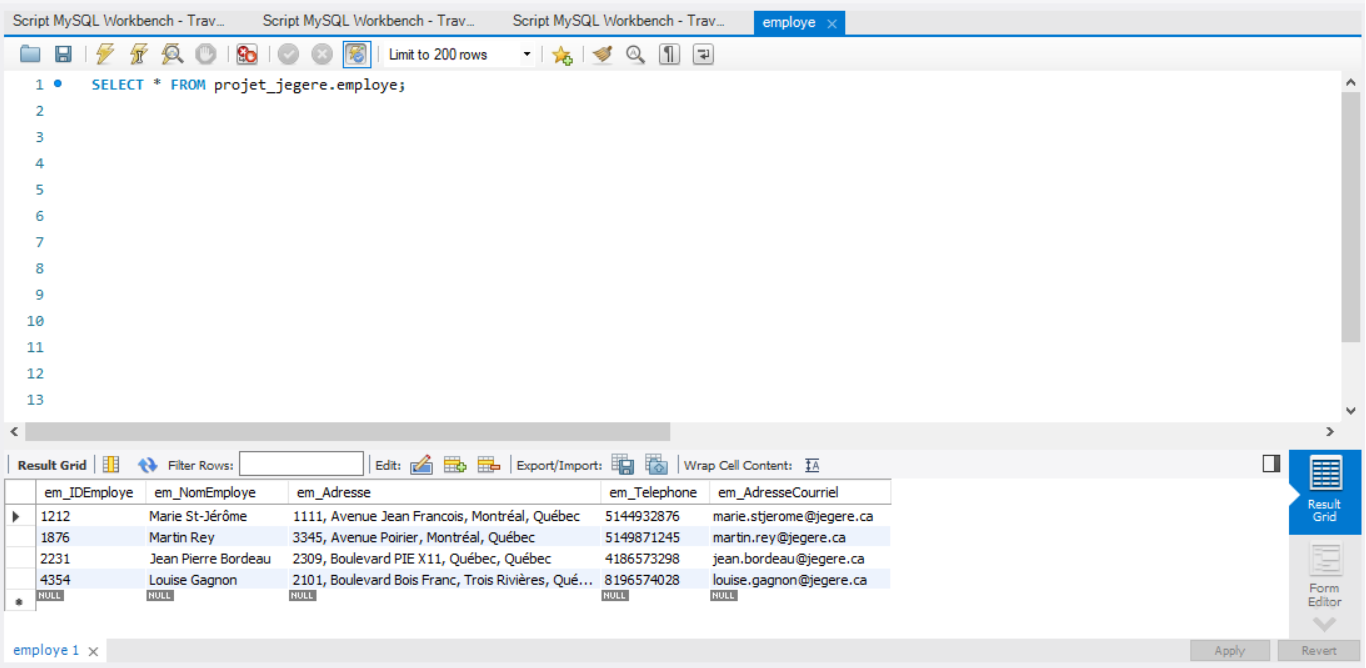 Script MySQL Workbench - Trav... Script MySQL Workbench - Trav... Script MySQL Workbench - Trav... employe
Limit to 200 rows
1 SELECT * FROM projet_jegere.employe;
2
3
4
5
6
7
8
9
10
11
12
13
Result Grid Filter Rows: Edit: Export/Import: Wrap Cell Content:
em_IDEmploye em_NomEmploye em_Adresse em_Telephone em_AdresseCourriel
1212 Marie St-Jérôme 1111, Avenue Jean Francois, Montréal, Québec 5144932876 marie.stjerome@jegere.ca
1876 Martin Rey 3345, Avenue Poirier, Montréal, Québec 5149871245 martin.rey@jegere.ca
2231 Jean Pierre Bordeau 2309, Boulevard PIE X11, Québec, Québec 4186573298 jean.bordeau@jegere.ca
4354 Louise Gagnon 2101, Boulevard Bois Franc, Trois Rivières, Qué... 8196574028 louise.gagnon@jegere.ca
NULL NULL NULL NULL NULL
Result
Grid
Form
Editor
employe 1 Apply Revert